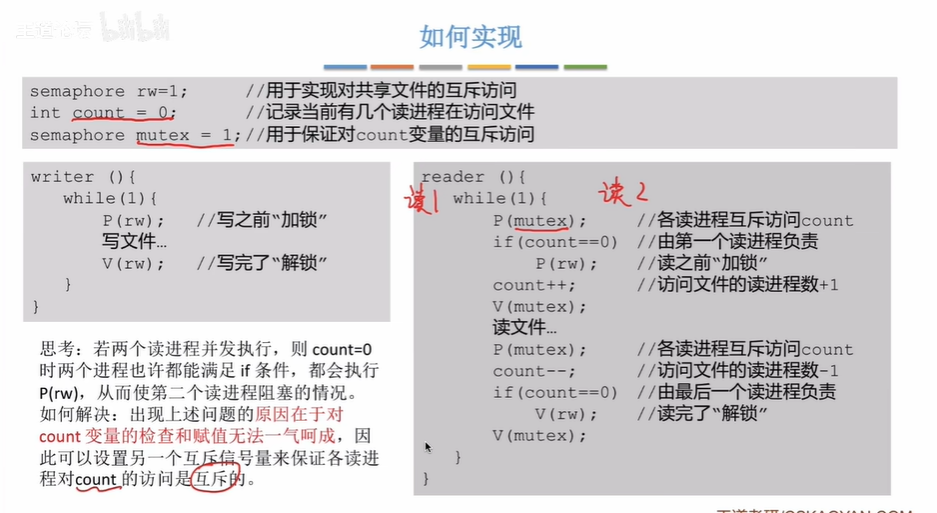 如何实现
semaphore rw=1; //用于实现对共享文件的互斥访问
int count = 0; //记录当前有几个读进程在访问文件
semaphore mutex = 1;//用于保证对count变量的互斥访问
writer (){
while(1){
P(rw); //写之前“加锁”
写文件…
V(rw); //写完了“解锁”
}
}
思考：若两个读进程并发执行，则 count=0
时两个进程也许都能满足 if 条件，都会执行
P(rw)，从而使第二个读进程阻塞的情况。
如何解决：出现上述问题的原因在于对
count 变量的检查和赋值无法一气呵成，因
此可以设置另一个互斥信号量来保证各读进
程对count 的访问是互斥的。
reader (){
读1 while(1){ 读2
P(mutex); //各读进程互斥访问count
if(count==0) //由第一个读进程负责
P(rw); //读之前“加锁”
count++; //访问文件的读进程数+1
V(mutex);
读文件…
P(mutex); //各读进程互斥访问count
count--; //访问文件的读进程数-1
if(count==0) //由最后一个读进程负责
V(rw); //读完了“解锁”
V(mutex);
}
}